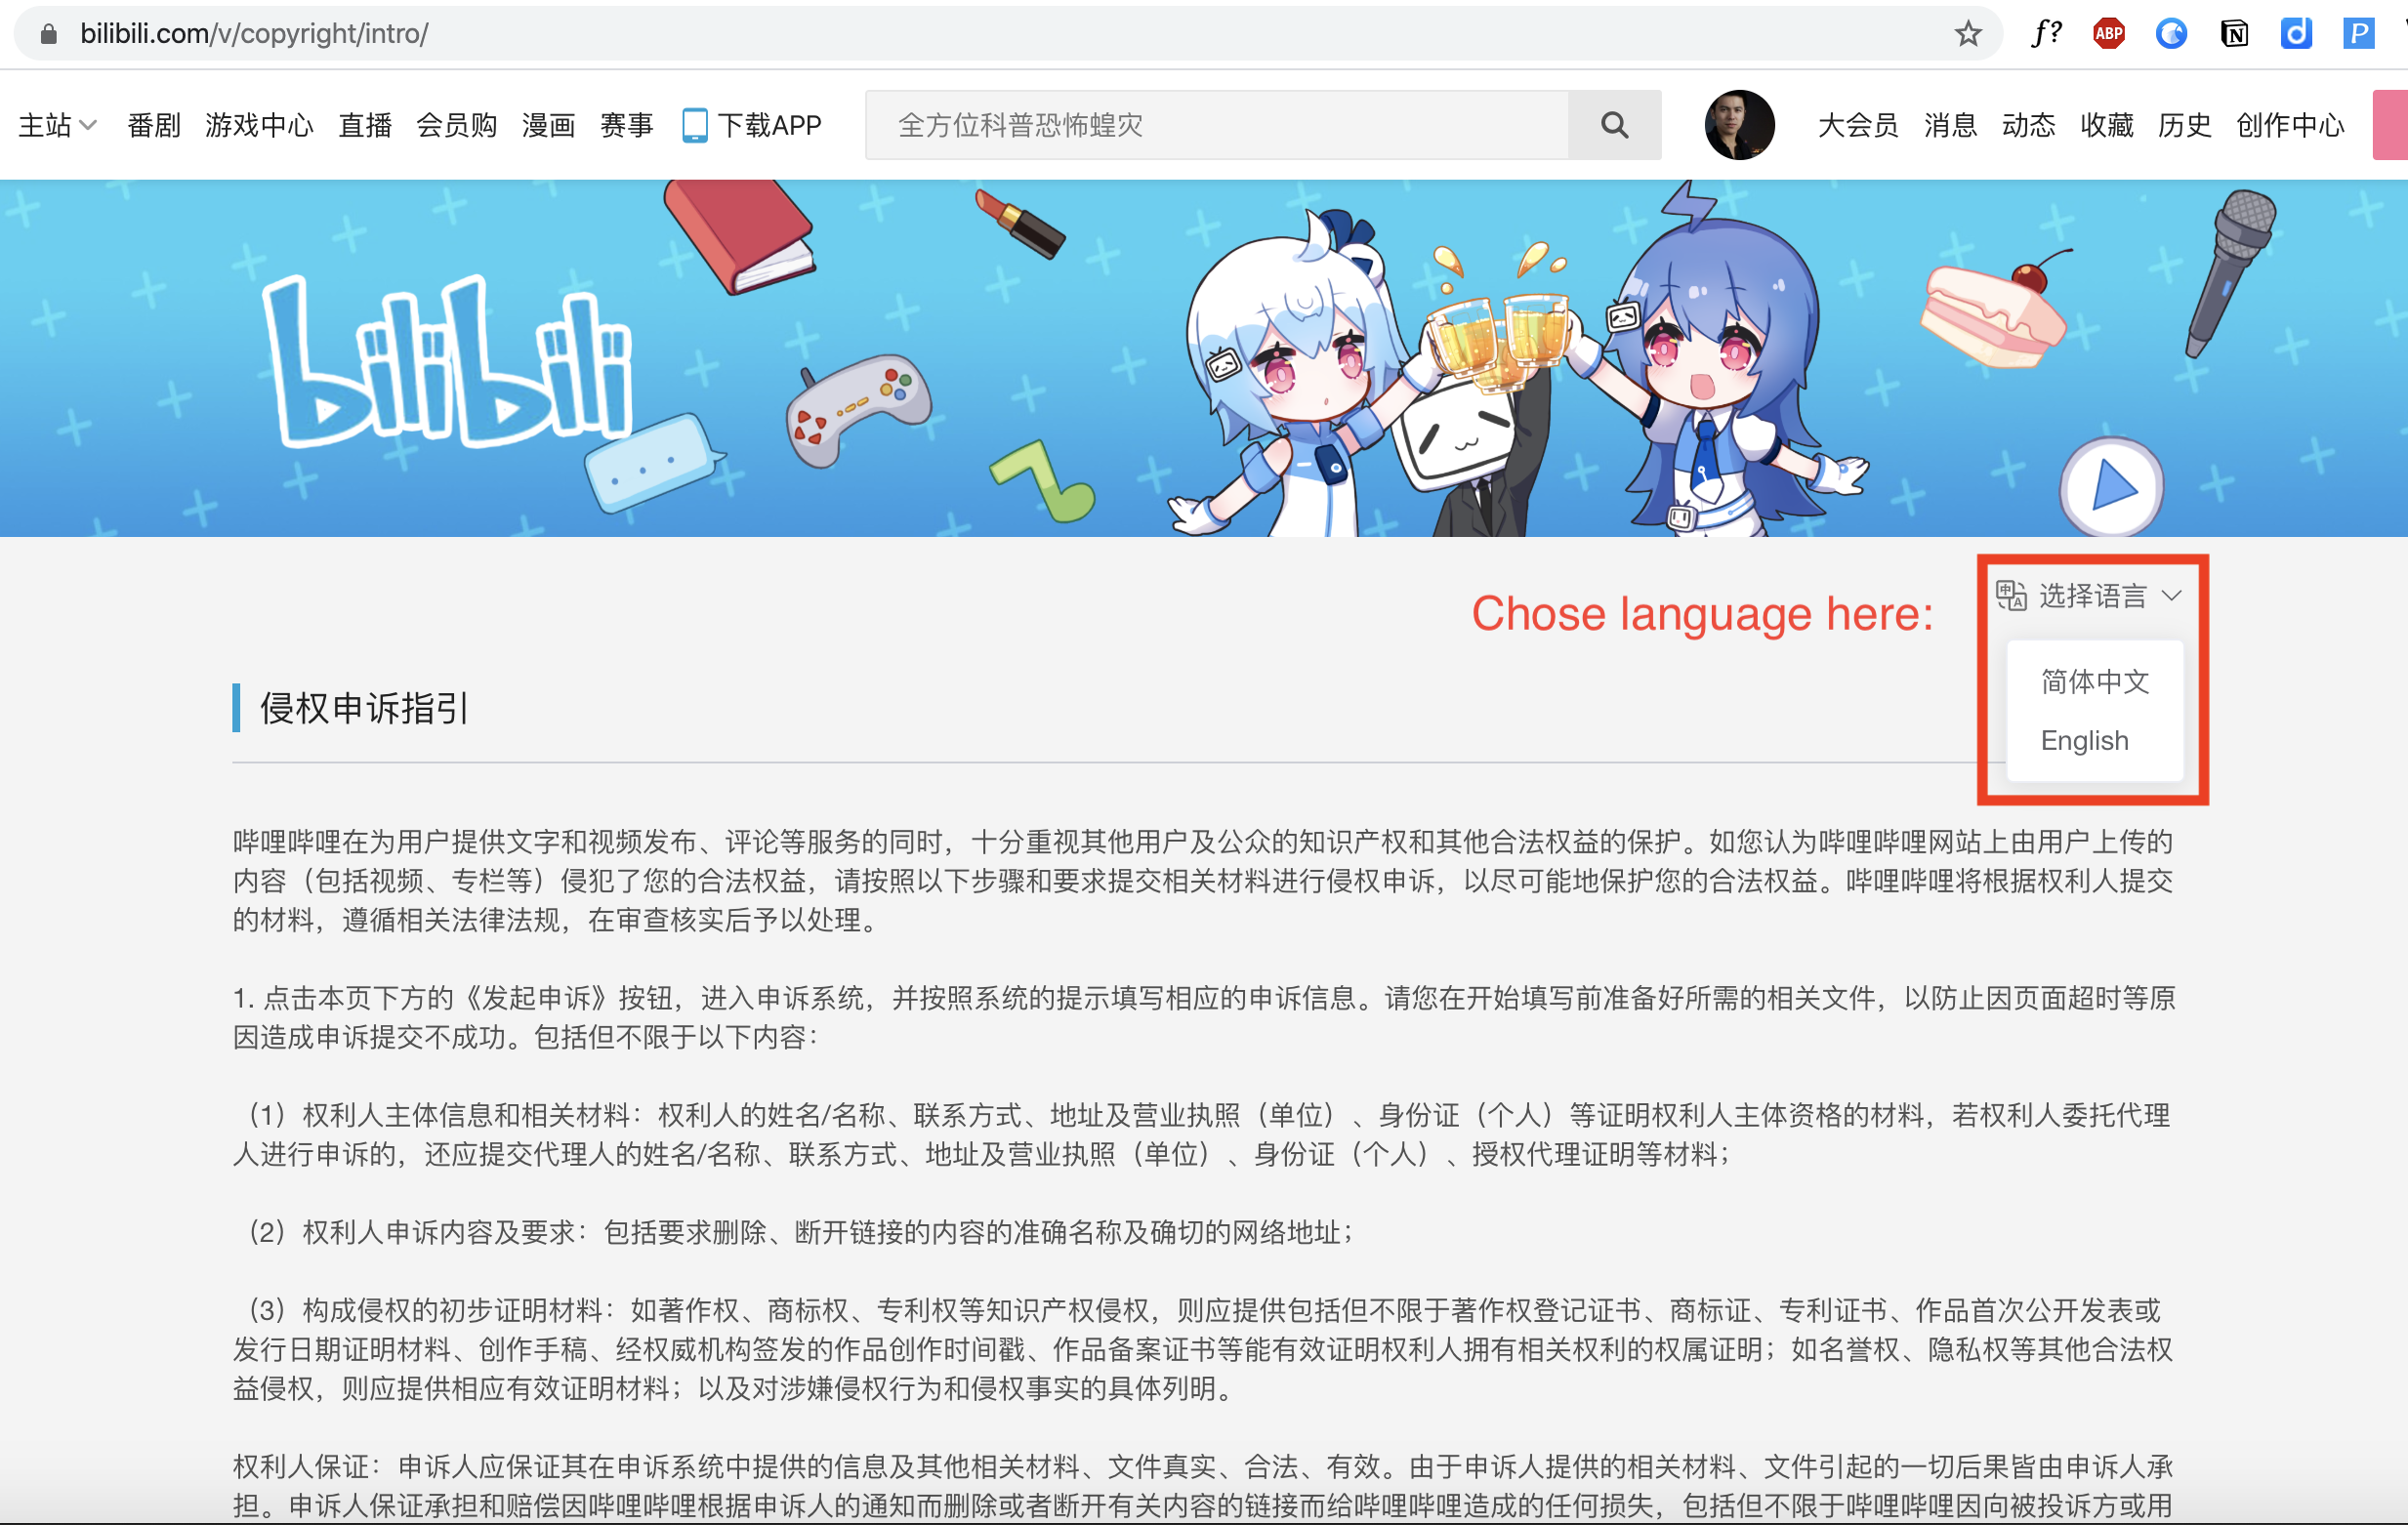 bilibili.com/v/copyright/intro/
f?
ABP
N
d
P
主站 番剧 游戏中心 直播 会员购 漫画 赛事 下载APP
全方位科普恐怖蝗灾
大会员 消息 动态 收藏 历史 创作中心
bilibili
Chose language here:
选择语言
简体中文
English
侵权申诉指引
哔哩哔哩在为用户提供文字和视频发布、评论等服务的同时，十分重视其他用户及公众的知识产权和其他合法权益的保护。如您认为哔哩哔哩网站上由用户上传的
内容（包括视频、专栏等）侵犯了您的合法权益，请按照以下步骤和要求提交相关材料进行侵权申诉，以尽可能地保护您的合法权益。哔哩哔哩将根据权利人提交
的材料，遵循相关法律法规，在审查核实后予以处理。
1. 点击本页下方的《发起申诉》按钮，进入申诉系统，并按照系统的提示填写相应的申诉信息。请您在开始填写前准备好所需的相关文件，以防止因页面超时等原
因造成申诉提交不成功。包括但不限于以下内容：
（1）权利人主体信息和相关材料：权利人的姓名/名称、联系方式、地址及营业执照（单位）、身份证（个人）等证明权利人主体资格的材料，若权利人委托代理
人进行申诉的，还应提交代理人的姓名/名称、联系方式、地址及营业执照（单位）、身份证（个人）、授权代理证明等材料；
（2）权利人申诉内容及要求：包括要求删除、断开链接的内容的准确名称及确切的网络地址；
（3）构成侵权的初步证明材料：如著作权、商标权、专利权等知识产权侵权，则应提供包括但不限于著作权登记证书、商标证、专利证书、作品首次公开发表或
发行日期证明材料、创作手稿、经权威机构签发的作品创作时间戳、作品备案证书等能有效证明权利人拥有相关权利的权属证明；如名誉权、隐私权等其他合法权
益侵权，则应提供相应有效证明材料；以及对涉嫌侵权行为和侵权事实的具体列明。
权利人保证：申诉人应保证其在申诉系统中提供的信息及其他相关材料、文件真实、合法、有效。由于申诉人提供的相关材料、文件引起的一切后果皆由申诉人承
担。申诉人保证承担和赔偿因哔哩哔哩根据申诉人的通知而删除或者断开有关内容的链接而给哔哩哔哩造成的任何损失，包括但不限于哔哩哔哩因向被投诉方或用